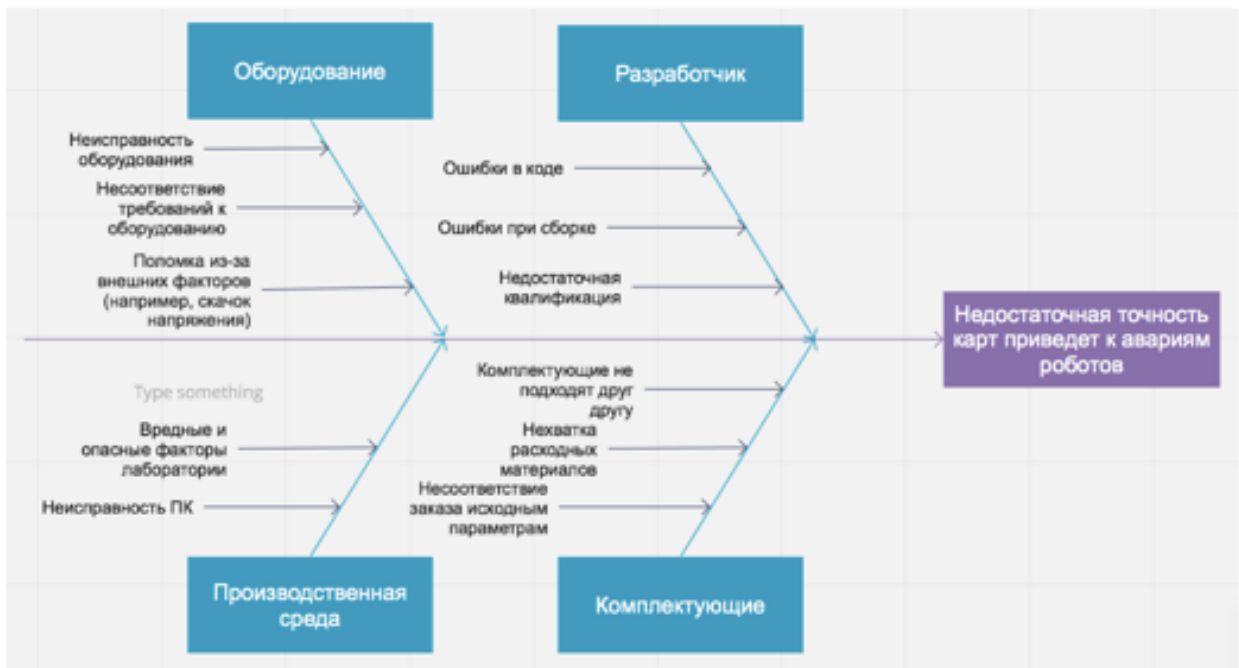 Оборудование
Разработчик
Неисправность
оборудования
Несоответствие
требований к
оборудованию
Поломка из-за
внешних факторов
(например, скачок
напряжения)
Ошибки в коде
Ошибки при сборке
Недостаточная
квалификация
Недостаточная точность
карт приведет к авариям
роботов
Type something
Вредные и
опасные факторы
лаборатории
Неисправность ПК
Комплектующие не
подходят друг
другу
Нехватка
расходных
материалов
Несоответствие
заказа исходным
параметрам
Производственная
среда
Комплектующие